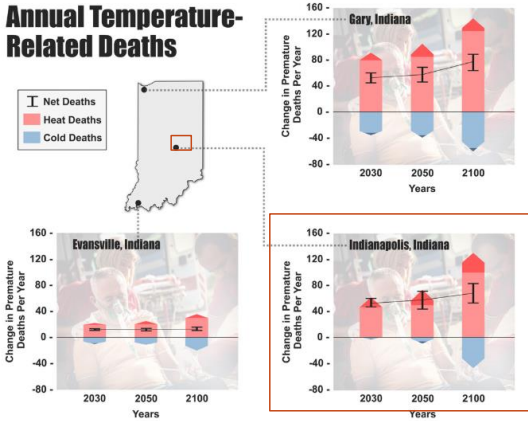 Annual Temperature-
Related Deaths
Net Deaths
Heat Deaths
Cold Deaths
Gary, Indiana
Change in Premature
Deaths Per Year
160
120
80
40
0
-40
-80
2030
2050
2100
Years
Evansville, Indiana
Change in Premature
Deaths Per Year
160
120
80
40
0
-40
-80
2030
2050
2100
Years
Indianapolis, Indiana
Change in Premature
Deaths Per Year
160
120
80
40
0
-40
-80
2030
2050
2100
Years